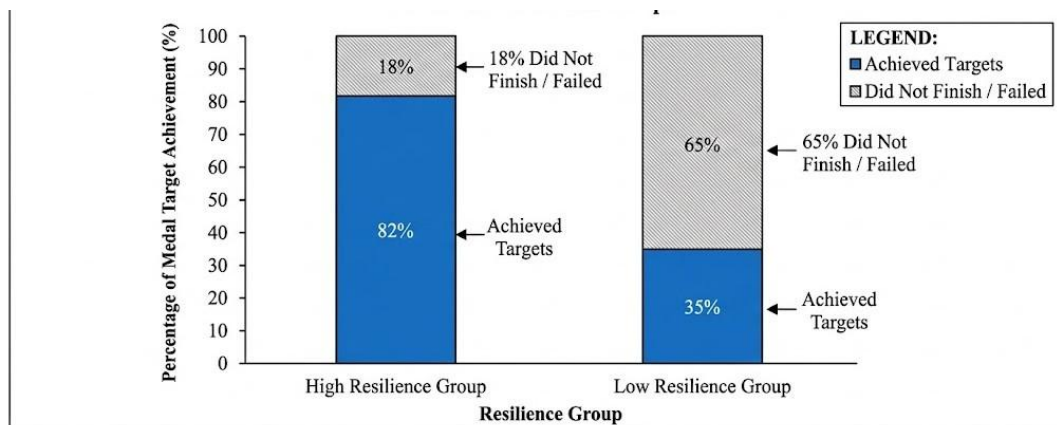 Percentage of Medal Target Achievement (%)
100
90
80
70
60
50
40
30
20
10
0
18%
82%
18% Did Not
Finish / Failed
Achieved
Targets
65%
35%
65% Did Not
Finish / Failed
Achieved
Targets
LEGEND:
Achieved Targets
Did Not Finish / Failed
High Resilience Group
Low Resilience Group
Resilience Group